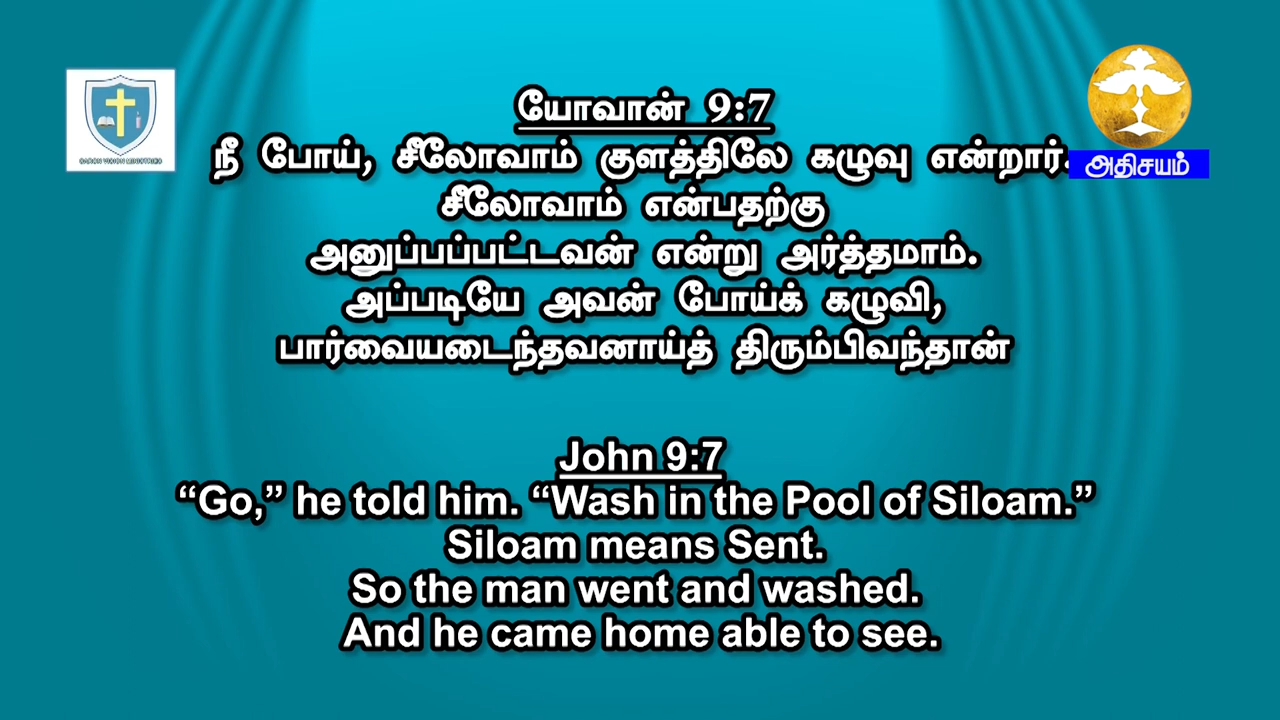 யோவான் 9:7
நீ போய், சீலோவாம் குளத்திலே கழுவு என்றார்.
அதிசயம்
சீலோவாம் என்பதற்கு
அனுப்பப்பட்டவன் என்று அர்த்தமாம்.
அப்படியே அவன் போய்க் கழுவி,
பார்வையடைந்தவனாய்த் திரும்பிவந்தான்
John 9:7
“Go,” he told him. “Wash in the Pool of Siloam.”
Siloam means Sent.
So the man went and washed.
And he came home able to see.